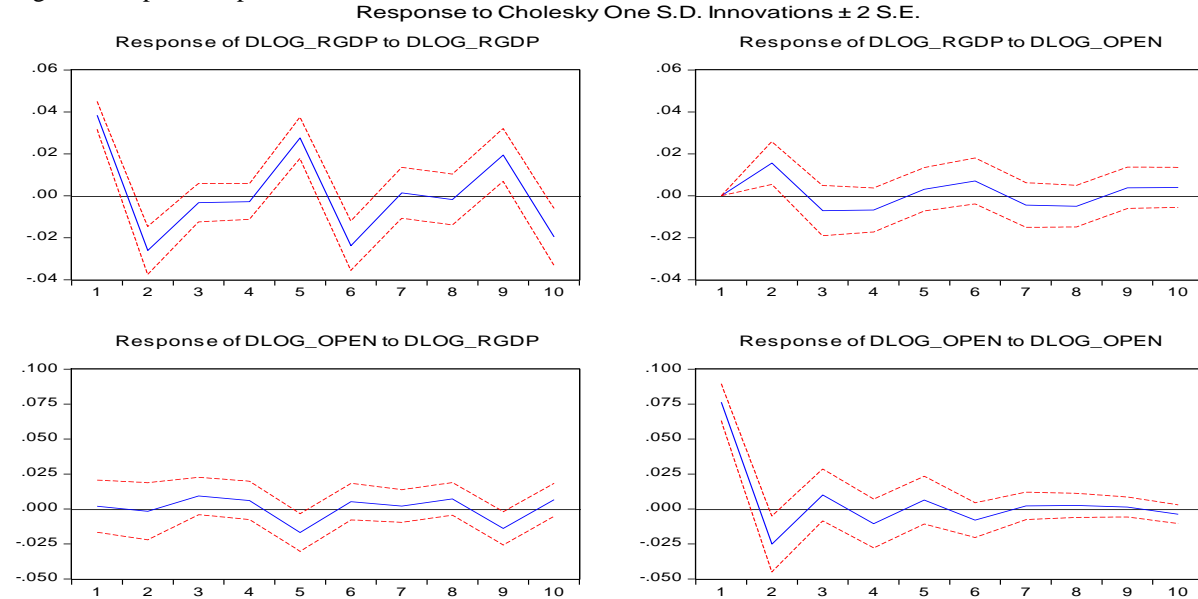 Response to Cholesky One S.D. Innovations ± 2 S.E.
Response of DLOG_RGDP to DLOG_RGDP
.06
.04
.02
.00
-.02
-.04
1 2 3 4 5 6 7 8 9 10
Response of DLOG_RGDP to DLOG_OPEN
.06
.04
.02
.00
-.02
-.04
1 2 3 4 5 6 7 8 9 10
Response of DLOG_OPEN to DLOG_RGDP
.100
.075
.050
.025
.000
-.025
-.050
1 2 3 4 5 6 7 8 9 10
Response of DLOG_OPEN to DLOG_OPEN
.100
.075
.050
.025
.000
-.025
-.050
1 2 3 4 5 6 7 8 9 10